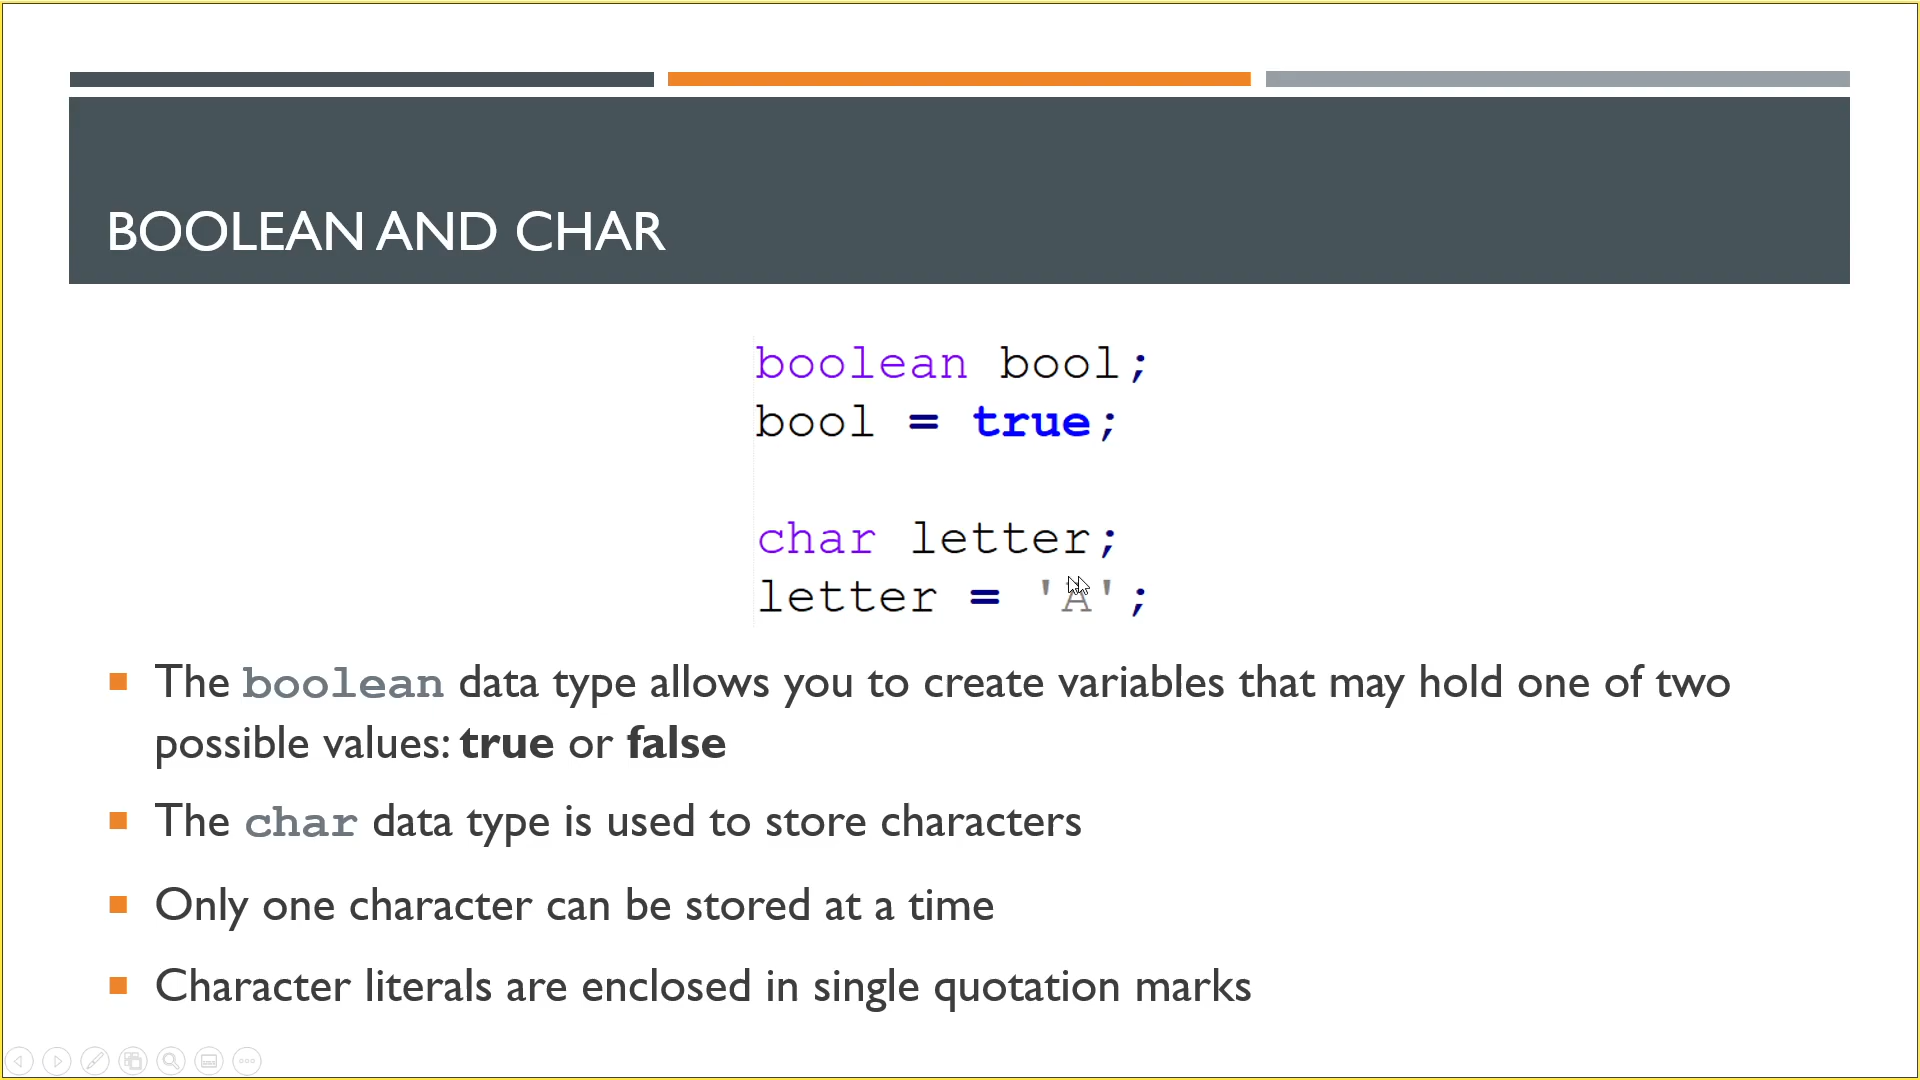 BOOLEAN AND CHAR
boolean bool;
bool = true;
char letter;
letter = 'A';
The boolean data type allows you to create variables that may hold one of two
possible values: true or false
The char data type is used to store characters
Only one character can be stored at a time
Character literals are enclosed in single quotation marks